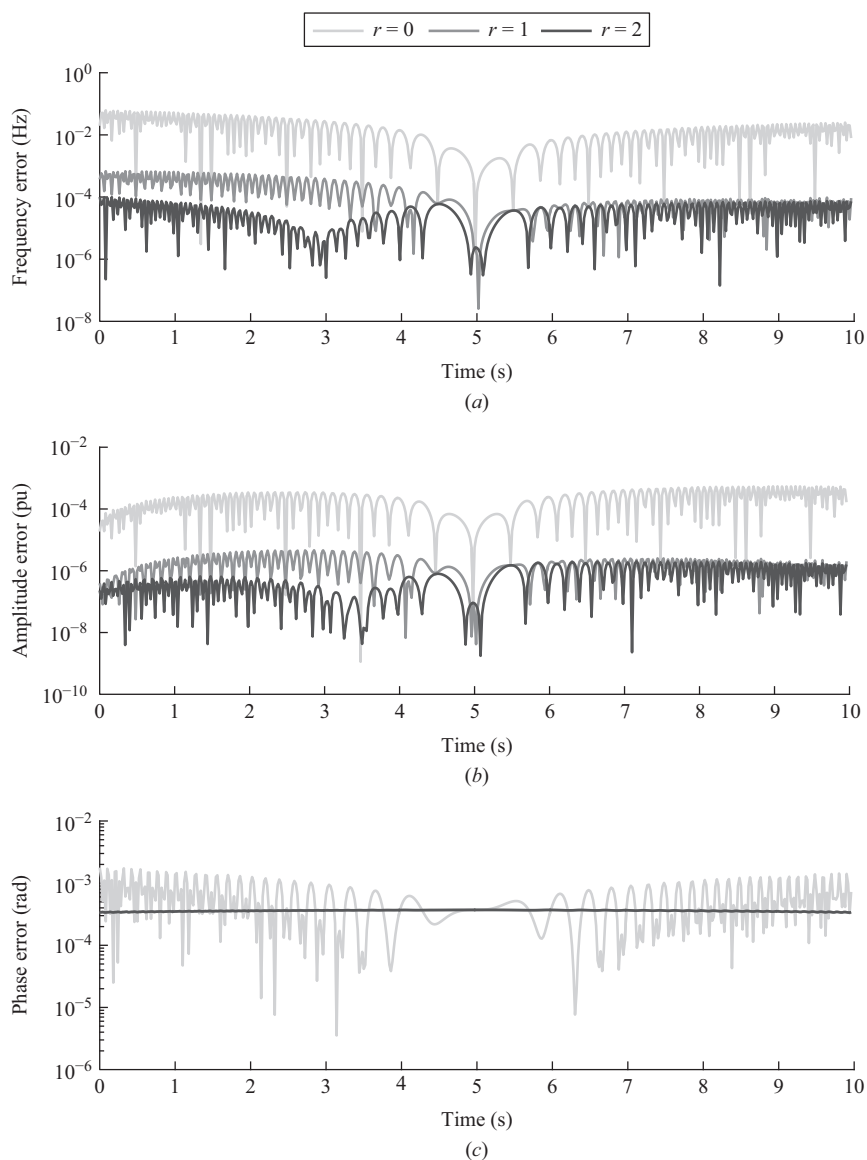 r = 0 r = 1 r = 2
10⁰
10⁻²
10⁻⁴
10⁻⁶
10⁻⁸
Frequency error (Hz)
0 1 2 3 4 5 6 7 8 9 10
Time (s)
(a)
10⁻²
10⁻⁴
10⁻⁶
10⁻⁸
10⁻¹⁰
Amplitude error (pu)
0 1 2 3 4 5 6 7 8 9 10
Time (s)
(b)
10⁻²
10⁻³
10⁻⁴
10⁻⁵
10⁻⁶
Phase error (rad)
0 1 2 3 4 5 6 7 8 9 10
Time (s)
(c)